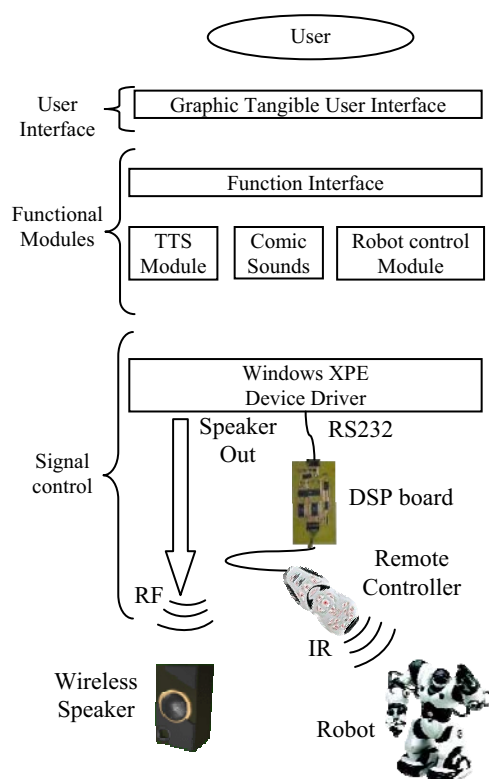 User
User
Interface
Graphic Tangible User Interface
Functional
Modules
Function Interface
TTS
Module
Comic
Sounds
Robot control
Module
Signal
control
Windows XPE
Device Driver
Speaker
Out
RS232
DSP board
Remote
Controller
RF
IR
Wireless
Speaker
Robot